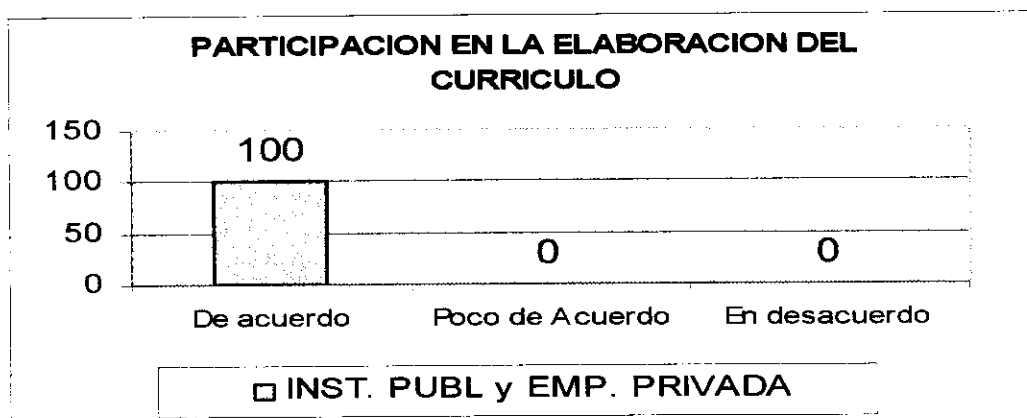 PARTICIPACION EN LA ELABORACION DEL
CURRICULO
150
100
50
0
100
0
0
De acuerdo
Poco de Acuerdo
En desacuerdo
INST. PUBL y EMP. PRIVADA